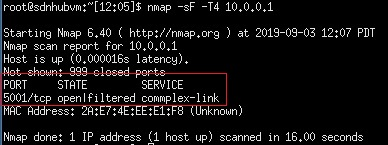 root@sdnhubvm:~[12:05]$ nmap -sF -T4 10.0.0.1
Starting Nmap 6.40 ( http://nmap.org ) at 2019-09-03 12:07 PDT
Nmap scan report for 10.0.0.1
Host is up (0.000016s latency).
Not shown: 999 closed ports
PORT     STATE         SERVICE
5001/tcp open|filtered commplex-link
MAC Address: 2A:E7:4E:EE:E1:F8 (Unknown)
Nmap done: 1 IP address (1 host up) scanned in 16.00 seconds